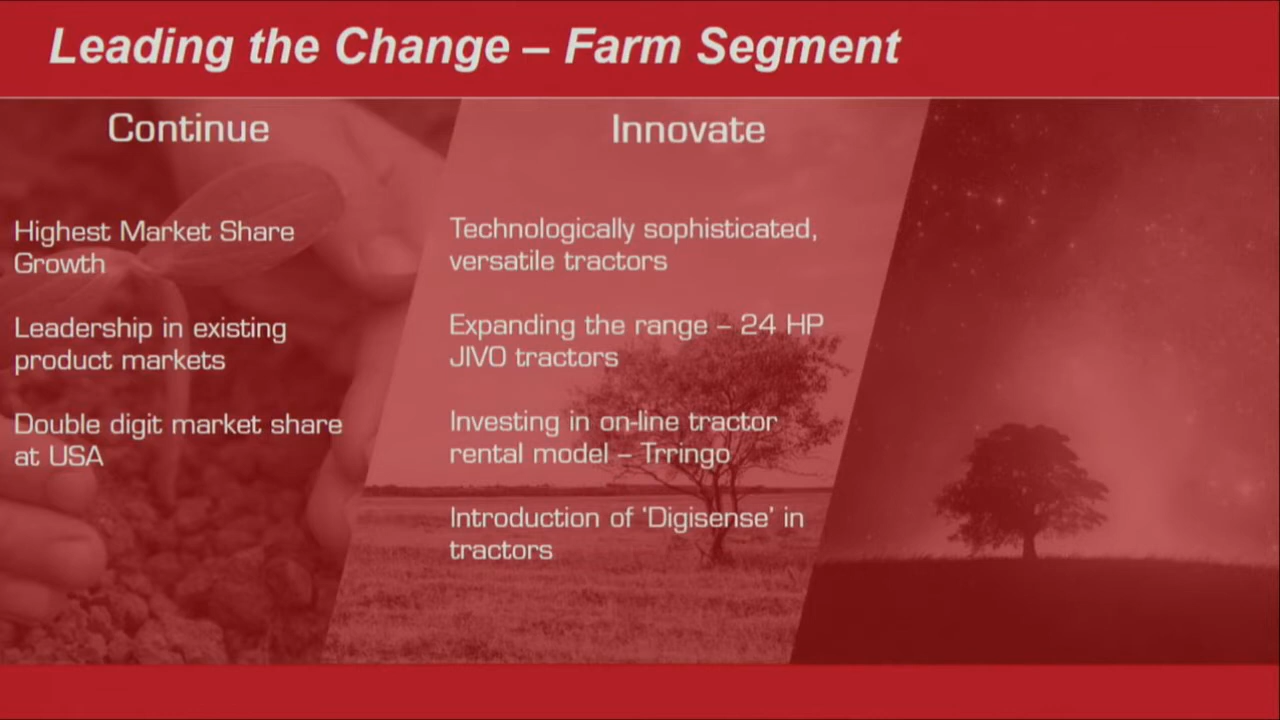 Leading the Change – Farm Segment
Continue
Highest Market Share
Growth
Leadership in existing
product markets
Double digit market share
at USA
Innovate
Technologically sophisticated,
versatile tractors
Expanding the range – 24 HP
JIVO tractors
Investing in on-line tractor
rental model – Trringo
Introduction of ‘Digisense’ in
tractors